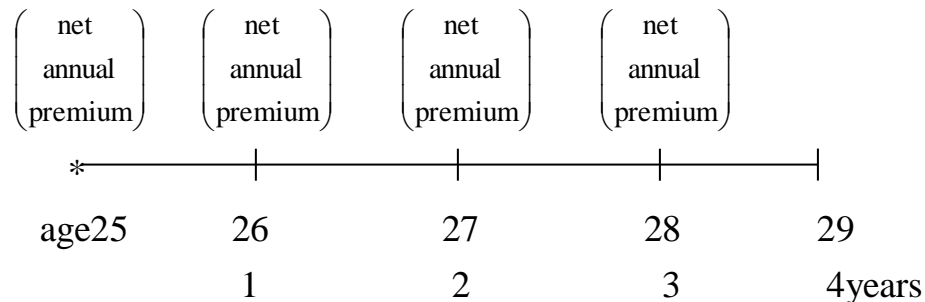 net net net net
annual annual annual annual
premium premium premium premium
*
age25 26 27 28 29
1 2 3 4years